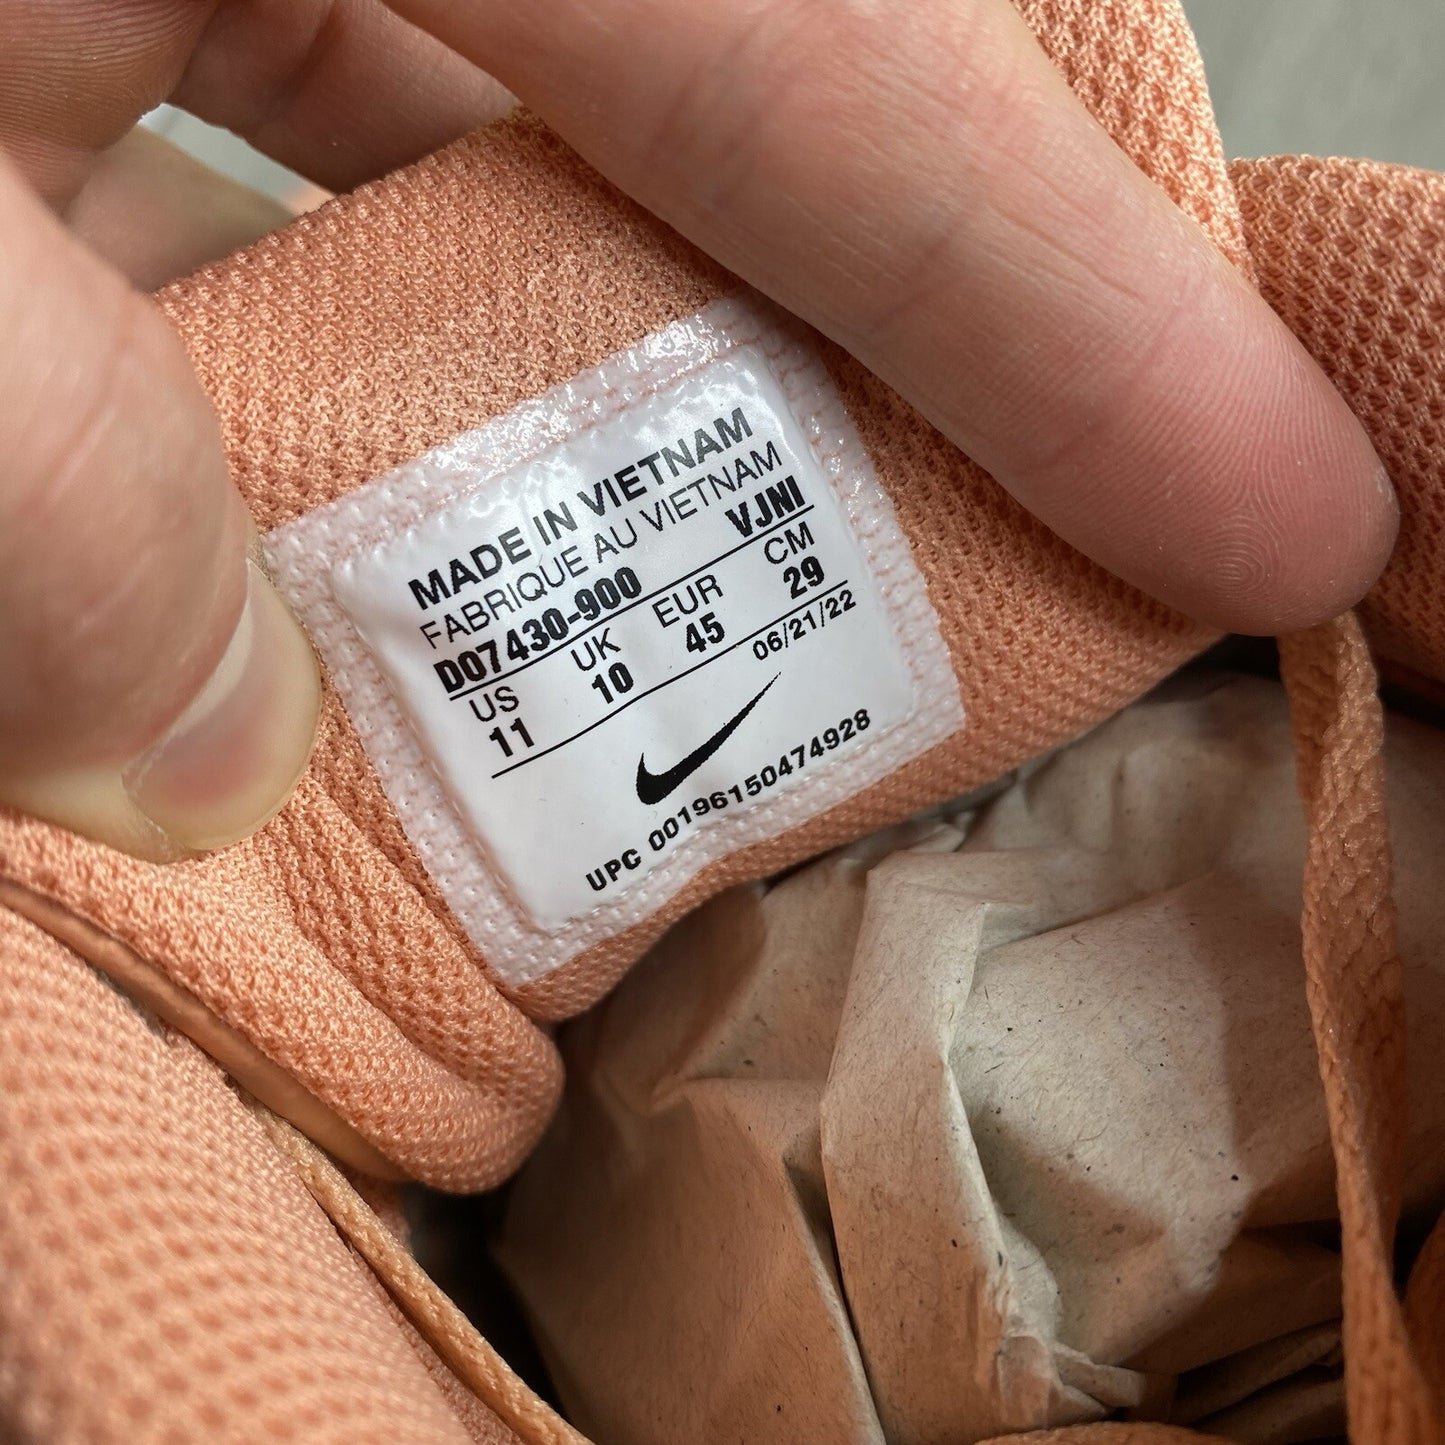 MADE IN VIETNAM
FABRIQUE AU VIETNAM
DO7430-900 VJNI
US UK EUR CM
11 10 45 29
06/21/22
UPC 00196150474928